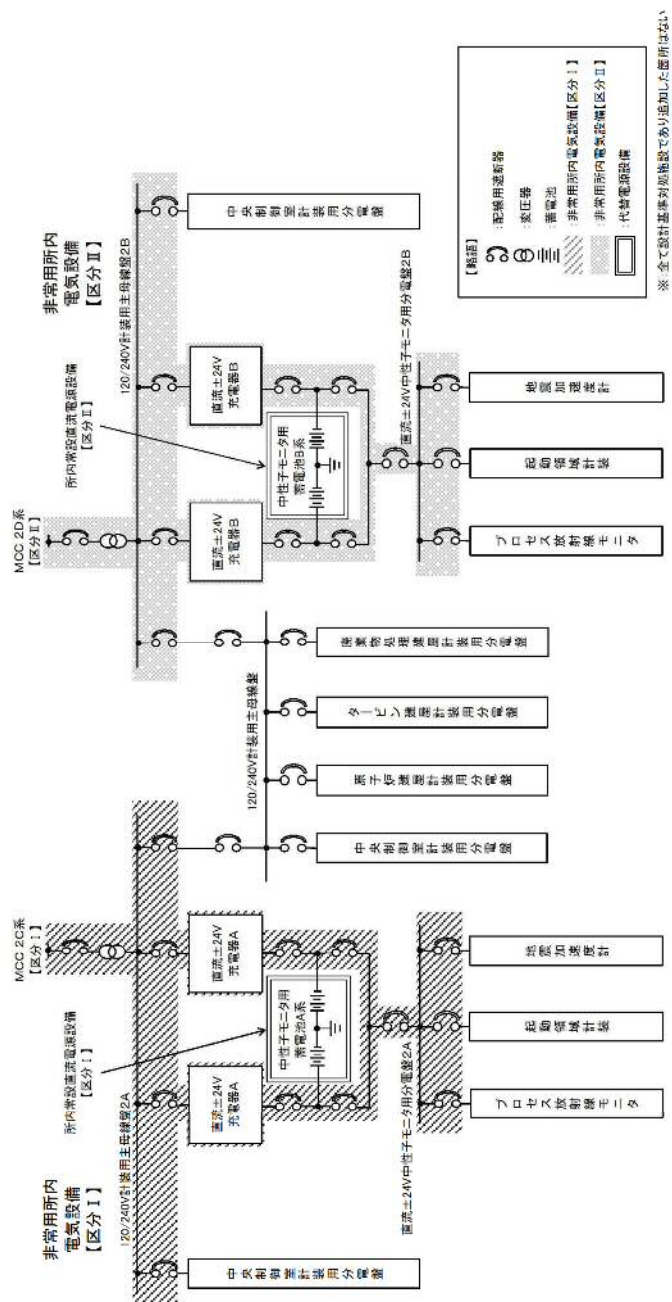 非常用所内
電気設備
【区分Ⅰ】
120/240V計装用主母線盤2A
所内常設直流電源設備
【区分Ⅰ】
MCC 2C系
【区分Ⅰ】
中央制御室計装用分電盤
直流±24V
充電器A
中性子モニタ用
蓄電池A系
直流±24V
充電器A
直流±24V中性子モニタ用分電盤2A
プロセス放射線モニタ
起動領域計装
地震加速度計
120/240V計装用主母線盤
中央制御室計装用分電盤
原子炉建屋計装用分電盤
タービン建屋計装用分電盤
廃棄物処理建屋計装用分電盤
MCC 2D系
【区分Ⅱ】
所内常設直流電源設備
【区分Ⅱ】
非常用所内
電気設備
【区分Ⅱ】
120/240V計装用主母線盤2B
直流±24V
充電器B
中性子モニタ用
蓄電池B系
直流±24V
充電器B
中央制御室計装用分電盤
直流±24V中性子モニタ用分電盤2B
プロセス放射線モニタ
起動領域計装
地震加速度計
【略語】
:配線用遮断器
:変圧器
:蓄電池
:非常用所内電気設備【区分Ⅰ】
:非常用所内電気設備【区分Ⅱ】
:代替電源設備
※:全て設計基準対処施設であり追加した箇所はない